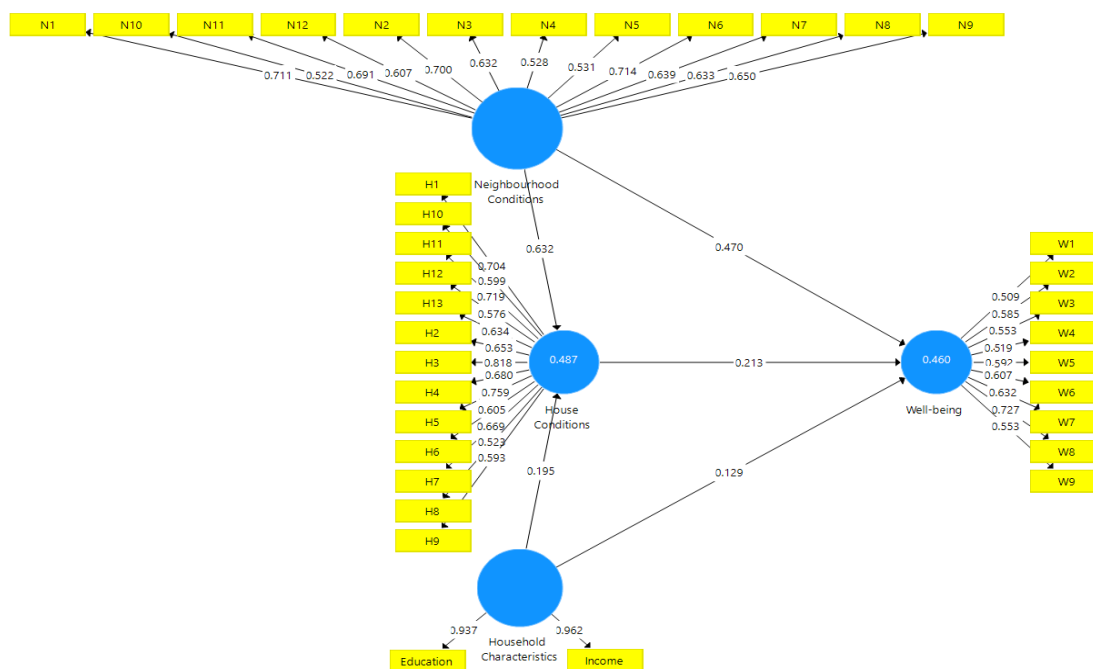 N1
N10
N11
N12
N2
N3
N4
N5
N6
N7
N8
N9
0.711
0.522
0.691
0.607
0.700
0.632
0.528
0.531
0.714
0.639
0.633
0.650
Neighbourhood
Conditions
H1
H10
H11
H12
H13
H2
H3
H4
H5
H6
H7
H8
H9
0.704
0.599
0.719
0.576
0.634
0.653
0.818
0.680
0.759
0.605
0.669
0.523
0.593
0.632
0.470
0.487
House
Conditions
0.213
0.195
0.129
0.460
Well-being
0.509
0.585
0.553
0.519
0.592
0.607
0.632
0.727
0.553
W1
W2
W3
W4
W5
W6
W7
W8
W9
Household
Characteristics
0.937
0.962
Education
Income